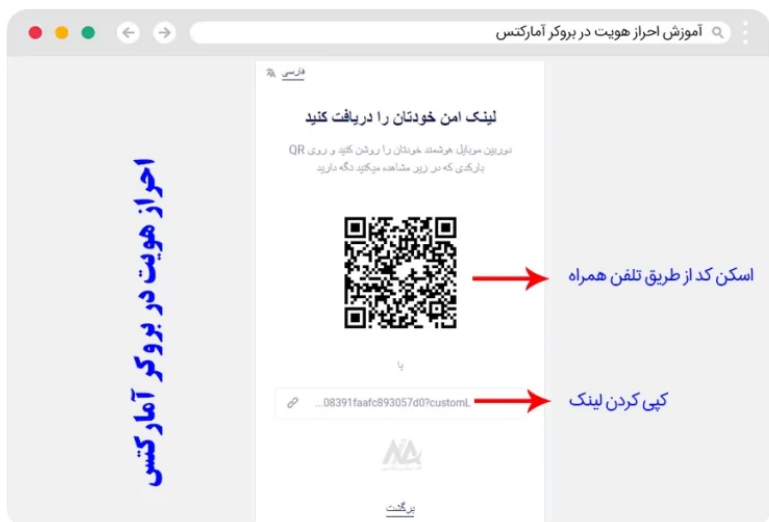 آموزش احراز هویت در بروکر آمارکتس
فارسی
لینک امن خودتان را دریافت کنید
دوربین موبایل هوشمند خودتان را روشن کنید و روی QR
بارکدی که در زیر مشاهده میکنید نگه دارید
اسکن کد از طریق تلفن همراه
یا
...08391faafc893057d0?customL
کپی کردن لینک
برگشت
احراز هویت در بروکر آمارکتس